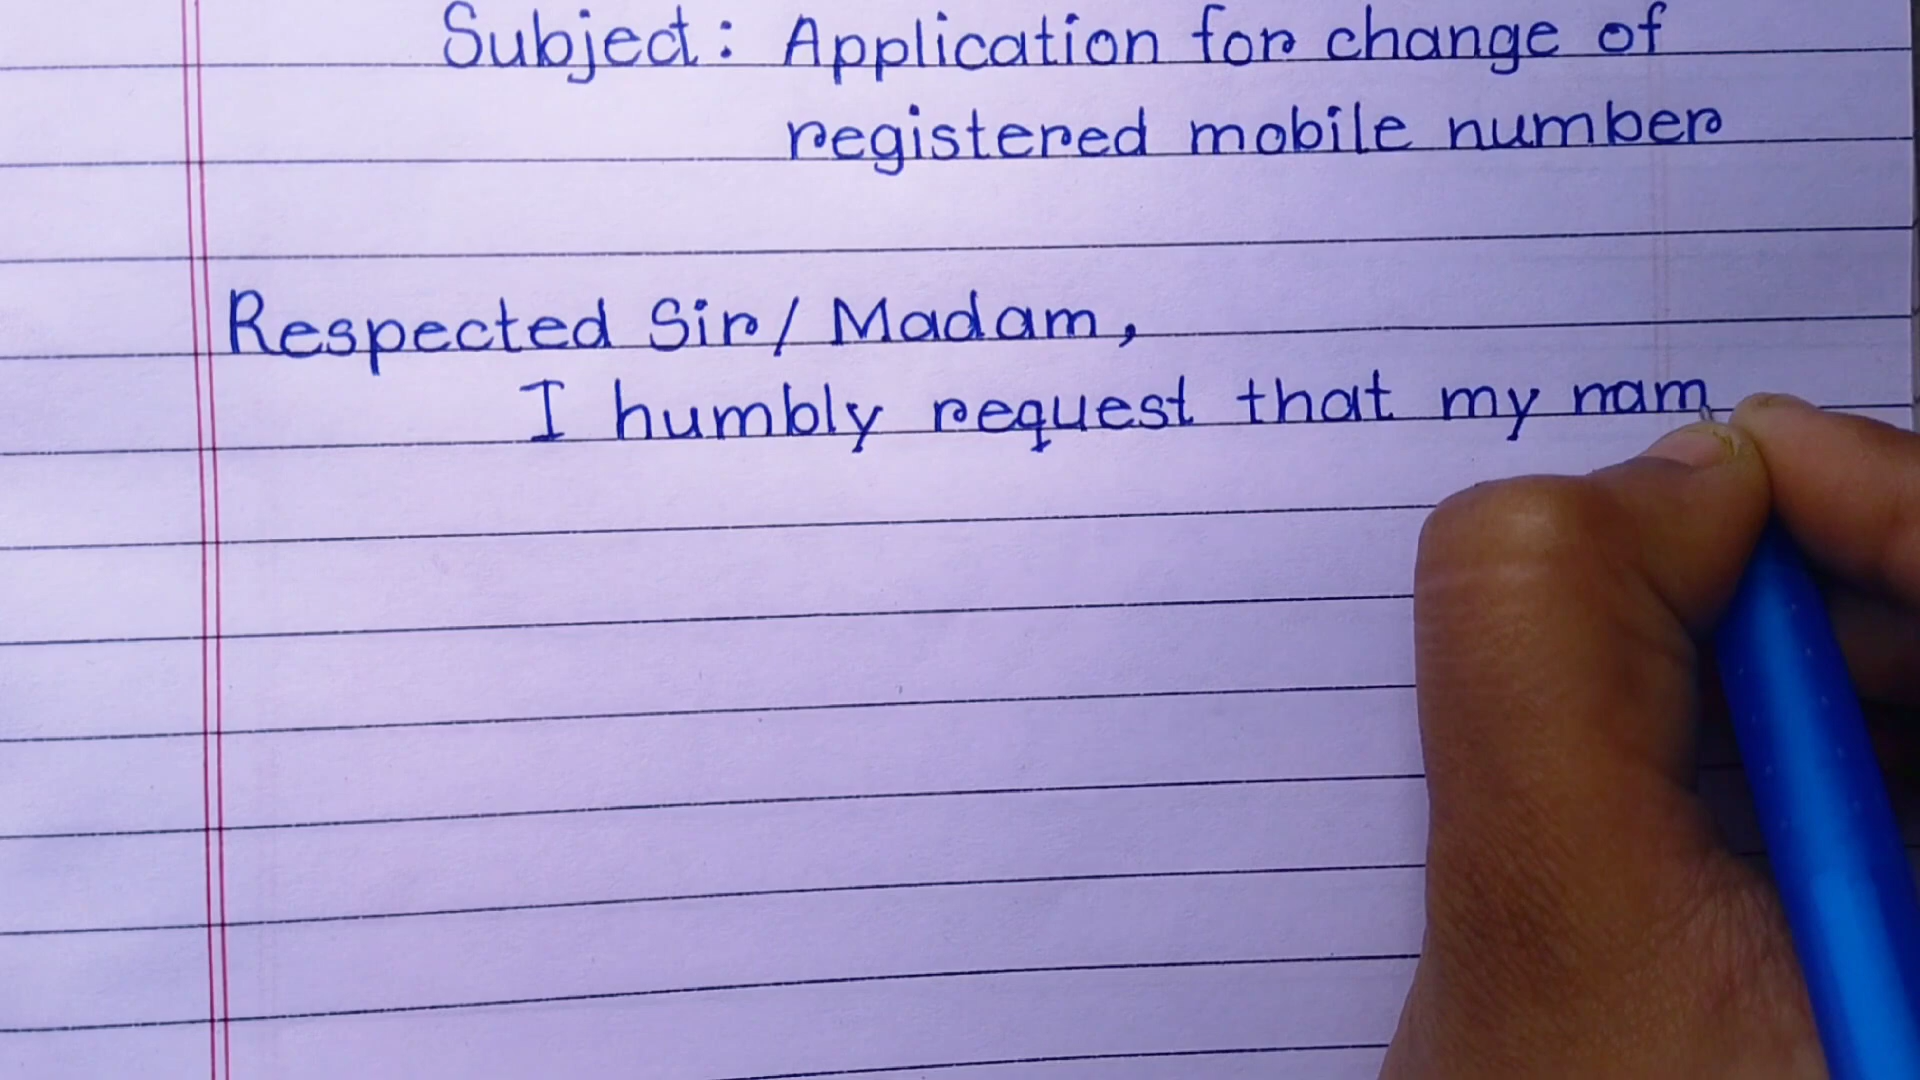 Subject: Application for change of
registered mobile number
Respected Sir/Madam,
I humbly request that my nam